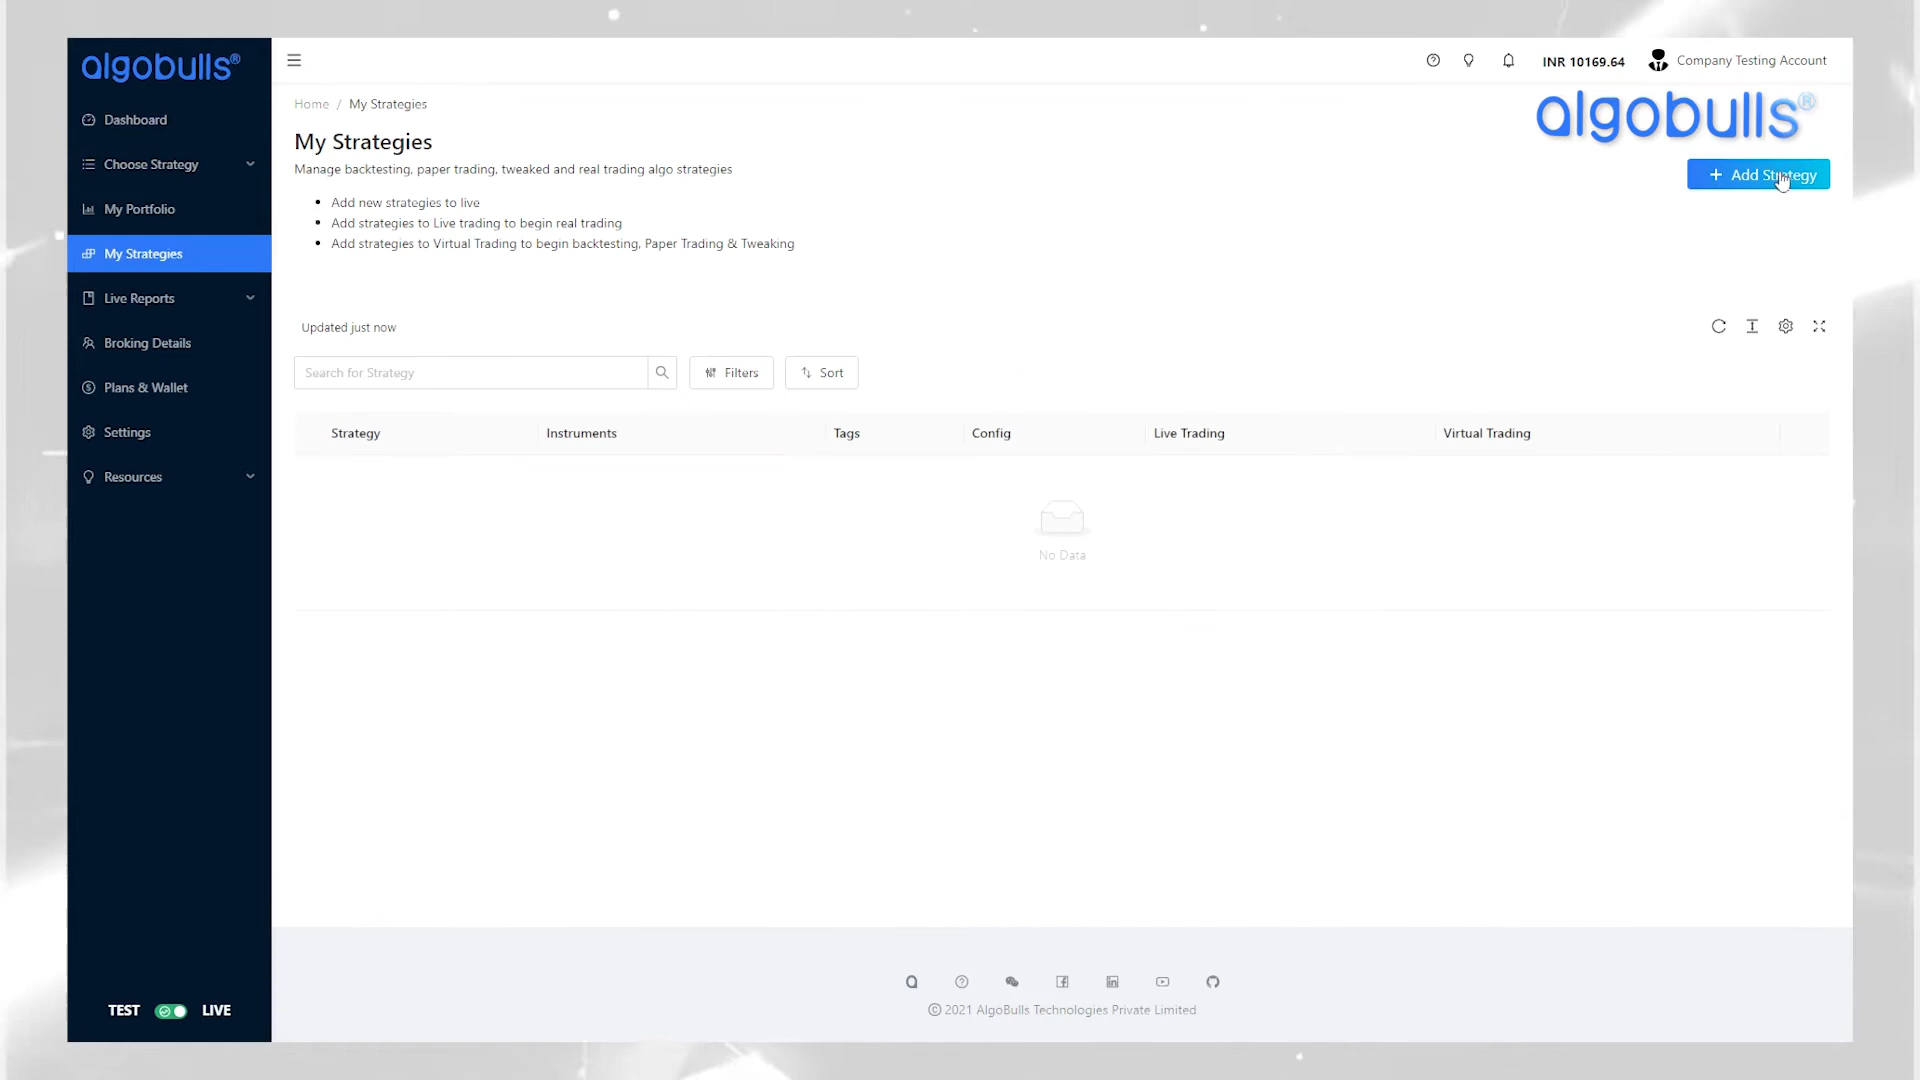 algobulls®
INR 10169.64
Company Testing Account
Home / My Strategies
algobulls®
My Strategies
Manage backtesting, paper trading, tweaked and real trading algo strategies
+ Add Strategy
• Add new strategies to live
• Add strategies to Live trading to begin real trading
• Add strategies to Virtual Trading to begin backtesting, Paper Trading & Tweaking
Dashboard
Choose Strategy
My Portfolio
My Strategies
Live Reports
Broking Details
Plans & Wallet
Settings
Resources
TEST LIVE
Updated just now
Search for Strategy
Filters
Sort
Strategy Instruments Tags Config Live Trading Virtual Trading
No Data
© 2021 AlgoBulls Technologies Private Limited